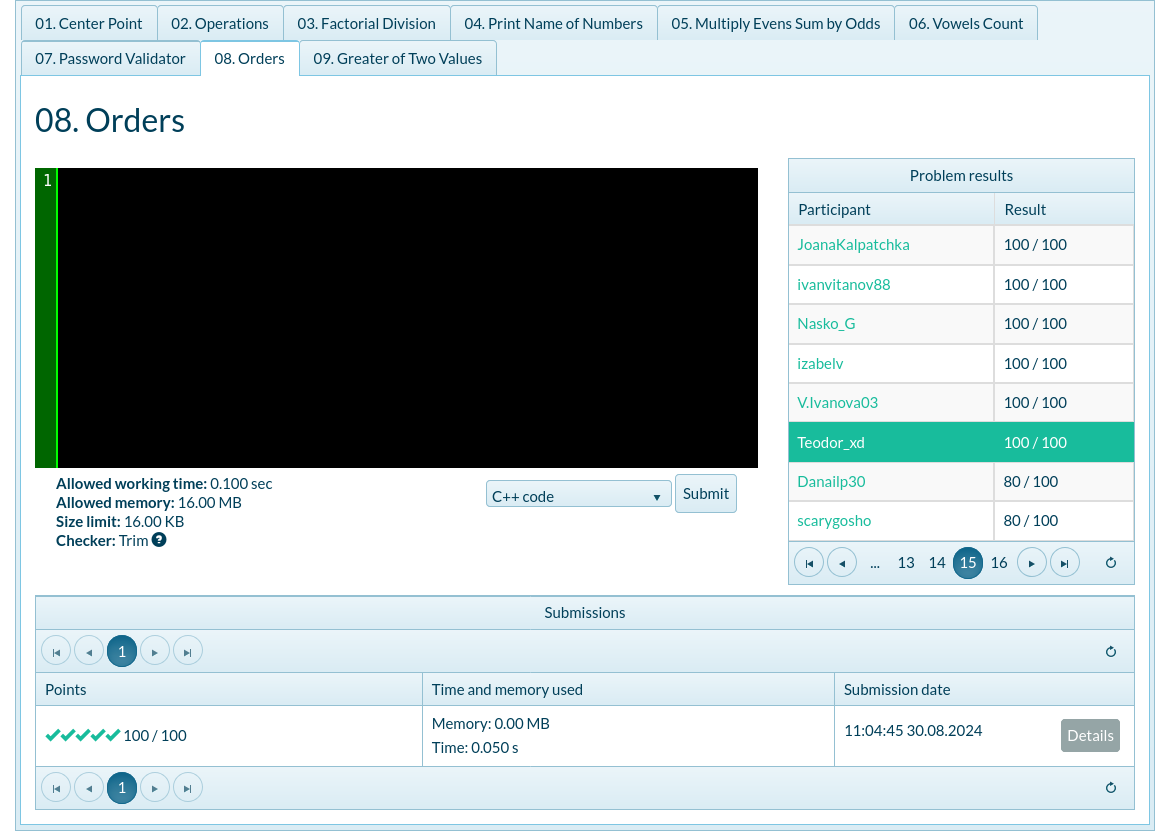 01. Center Point 02. Operations 03. Factorial Division 04. Print Name of Numbers 05. Multiply Evens Sum by Odds 06. Vowels Count
07. Password Validator 08. Orders 09. Greater of Two Values
08. Orders
1
Allowed working time: 0.100 sec
Allowed memory: 16.00 MB
Size limit: 16.00 KB
Checker: Trim ?
C++ code Submit
Problem results
Participant Result
JoanaKalpatchka 100 / 100
ivanvitanov88 100 / 100
Nasko_G 100 / 100
izabelv 100 / 100
V.Ivanova03 100 / 100
Teodor_xd 100 / 100
Danailp30 80 / 100
scarygosho 80 / 100
... 13 14 15 16
Submissions
1
Points Time and memory used Submission date
100 / 100 Memory: 0.00 MB 11:04:45 30.08.2024 Details
Time: 0.050 s
1